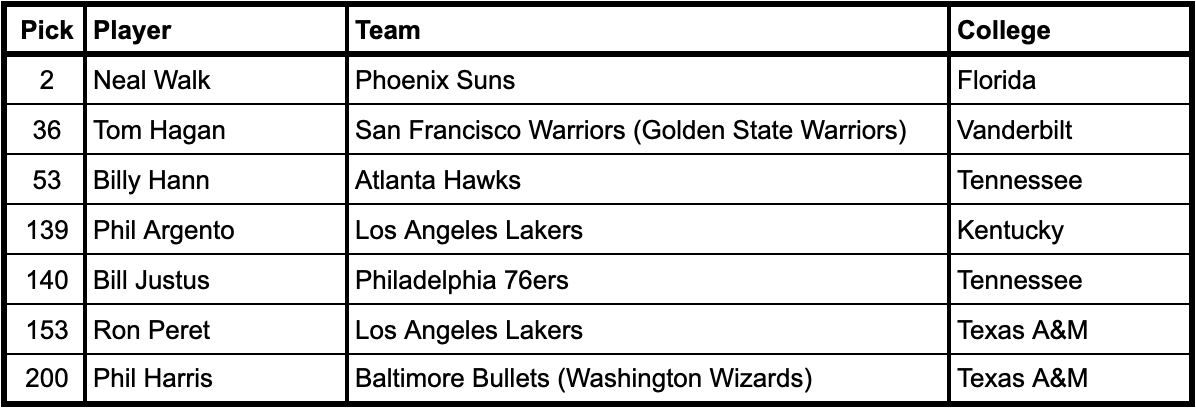 Pick Player Team College
2 Neal Walk Phoenix Suns Florida
36 Tom Hagan San Francisco Warriors (Golden State Warriors) Vanderbilt
53 Billy Hann Atlanta Hawks Tennessee
139 Phil Argento Los Angeles Lakers Kentucky
140 Bill Justus Philadelphia 76ers Tennessee
153 Ron Peret Los Angeles Lakers Texas A&M
200 Phil Harris Baltimore Bullets (Washington Wizards) Texas A&M